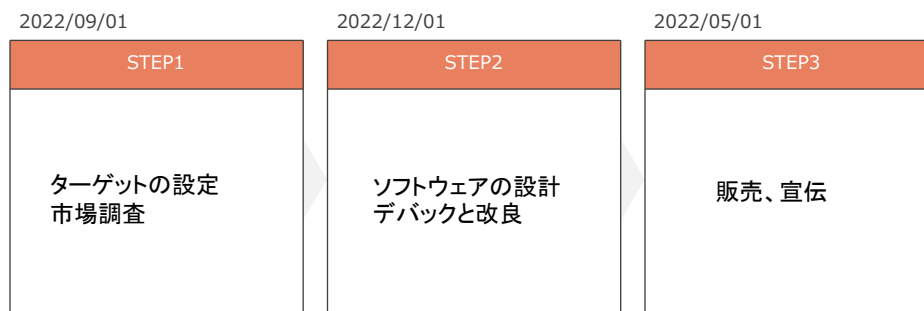 2022/09/01
STEP1
ターゲットの設定
市場調査
2022/12/01
STEP2
ソフトウェアの設計
デバックと改良
2022/05/01
STEP3
販売、宣伝